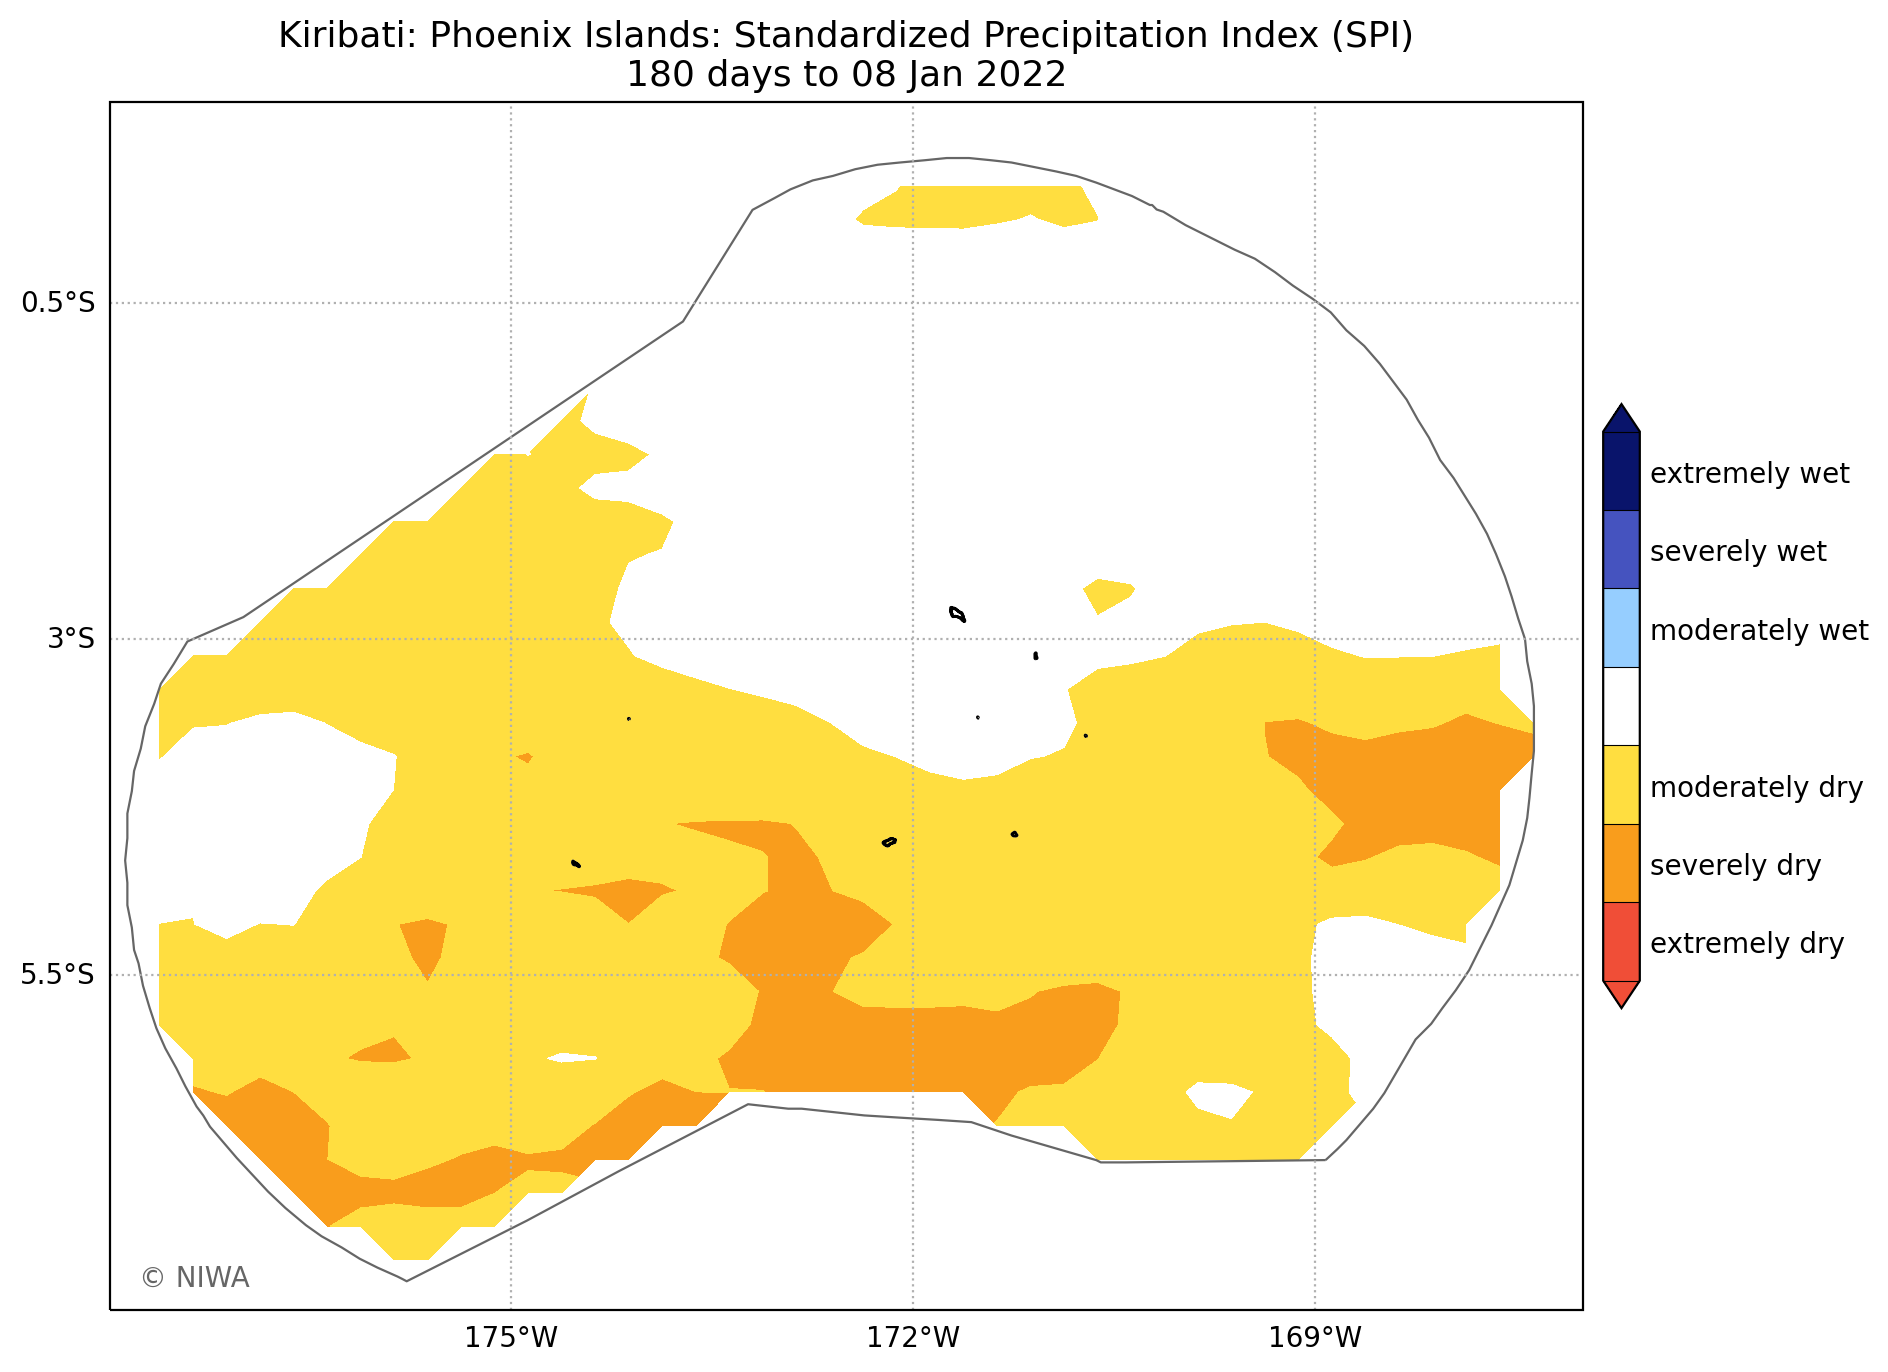 Kiribati: Phoenix Islands: Standardized Precipitation Index (SPI)
180 days to 08 Jan 2022
0.5°S
3°S
5.5°S
175°W
172°W
169°W
extremely wet
severely wet
moderately wet
moderately dry
severely dry
extremely dry
© NIWA